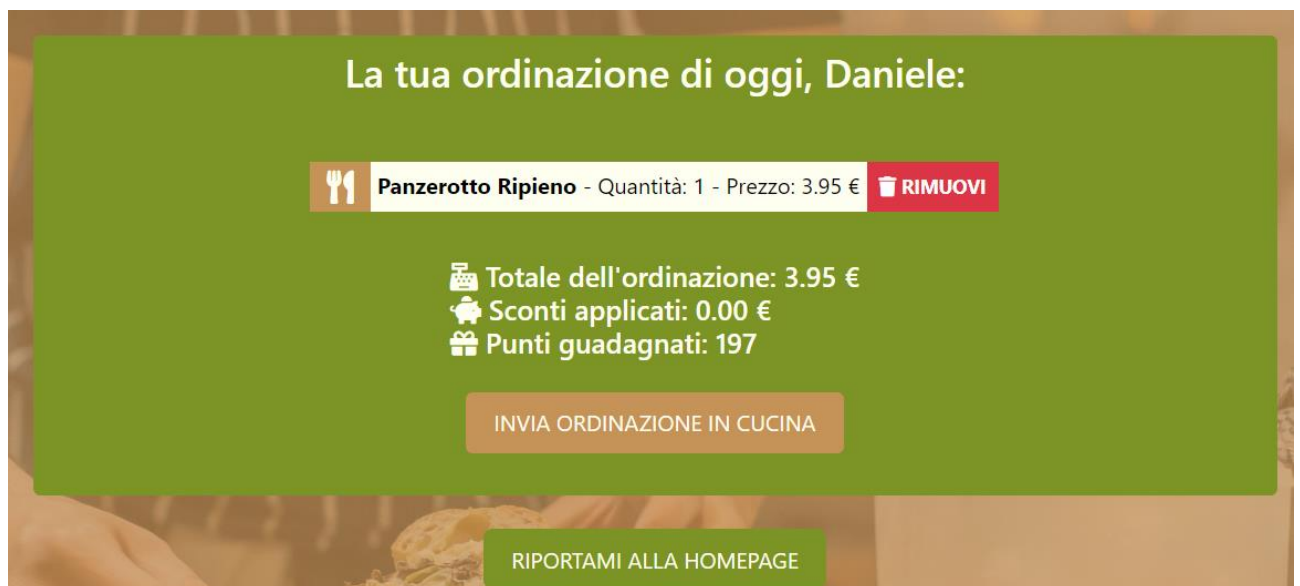 La tua ordinazione di oggi, Daniele:
Panzerotto Ripieno - Quantità: 1 - Prezzo: 3.95 € RIMUOVI
Totale dell'ordinazione: 3.95 €
Sconti applicati: 0.00 €
Punti guadagnati: 197
INVIA ORDINAZIONE IN CUCINA
RIPORTAMI ALLA HOMEPAGE